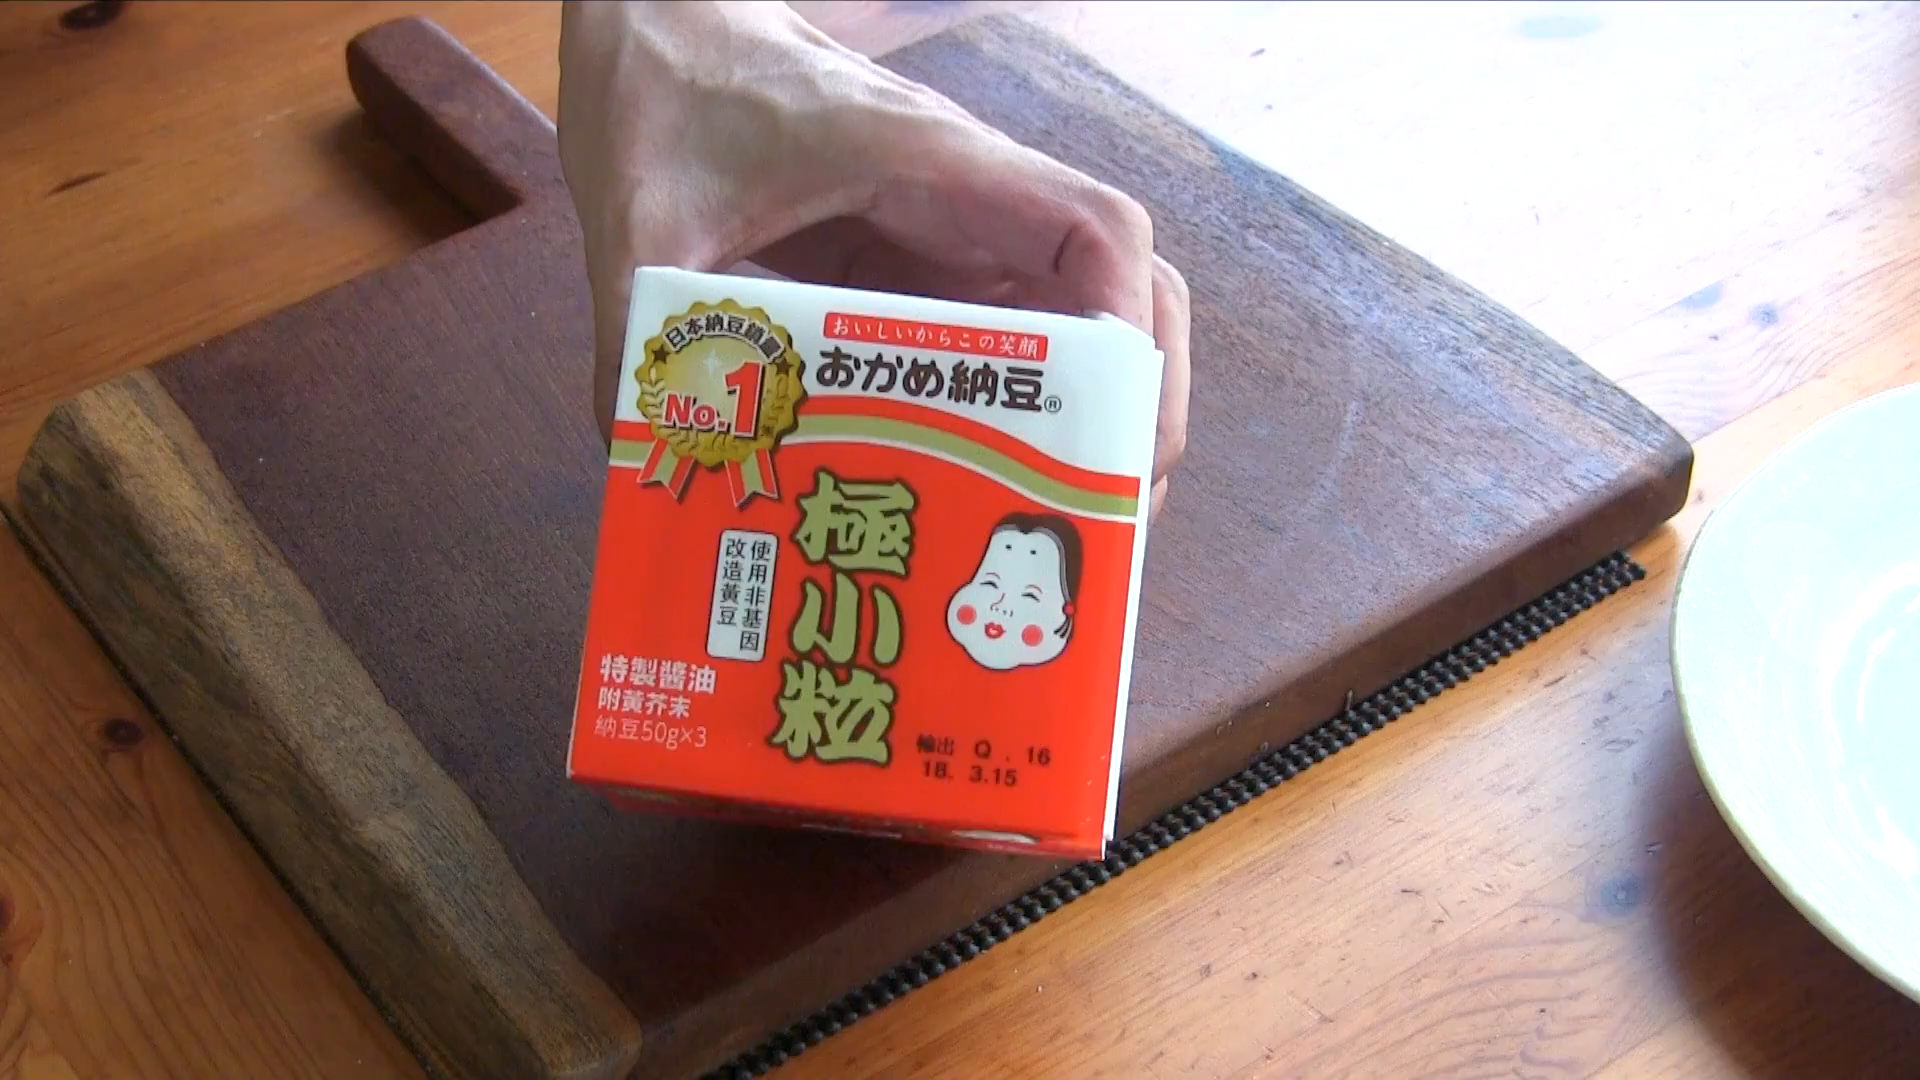 日本納豆銷量
No.1
おいしいからこの笑顔
おかめ納豆®
極小粒
使用非基因
改造黃豆
特製醬油
附黃芥末
納豆50g×3
輸出 Q . 16
18. 3.15